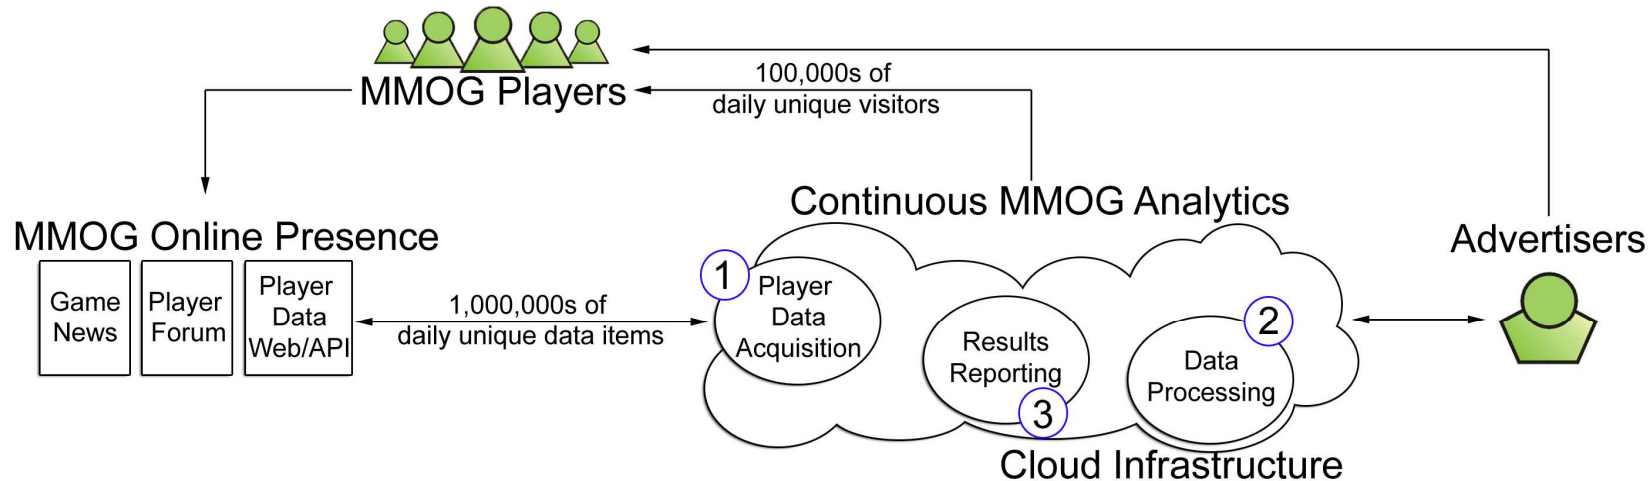 MMOG Players
100,000s of
daily unique visitors
Continuous MMOG Analytics
MMOG Online Presence
Advertisers
Game
News
Player
Forum
Player
Data
Web/API
1,000,000s of
daily unique data items
1
Player
Data
Acquisition
Results
Reporting
3
2
Data
Processing
Cloud Infrastructure